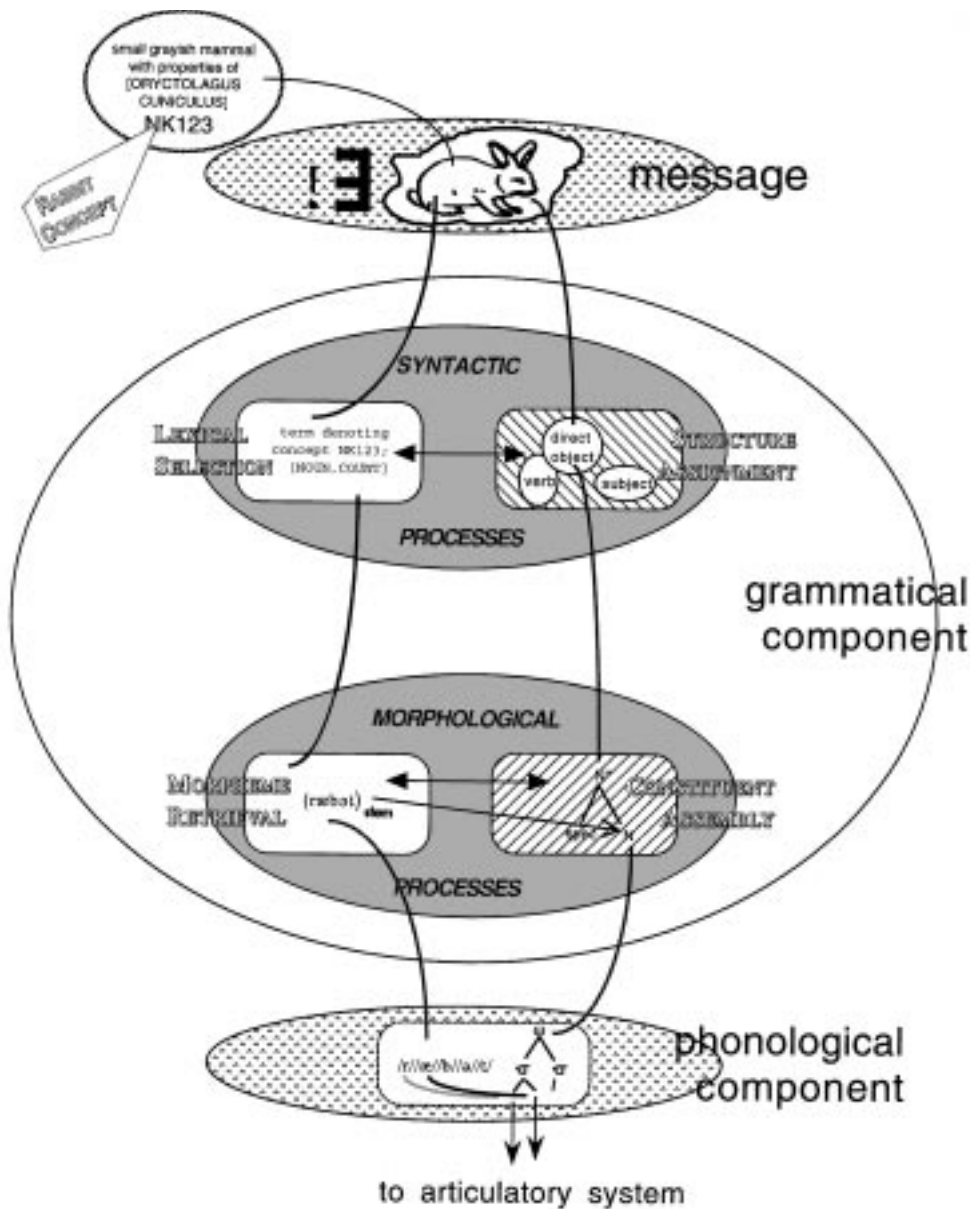 small grayish mammal
with properties of
[ORYCTOLAGUS
CUNICULUS]
NK123
RABBIT
CONCEPT
message
SYNTACTIC
LEXICAL
SELECTION
term denoting
concept NK123;
[NOUN.COUNT]
direct
object
verb
subject
STRUCTURE
ASSIGNMENT
PROCESSES
grammatical
component
MORPHOLOGICAL
MORPHEME
RETRIEVAL
stem
CONSTITUENT
ASSEMBLY
N
PROCESSES
phonological
component
/r//æ//b//a//t/
σ σ
to articulatory system